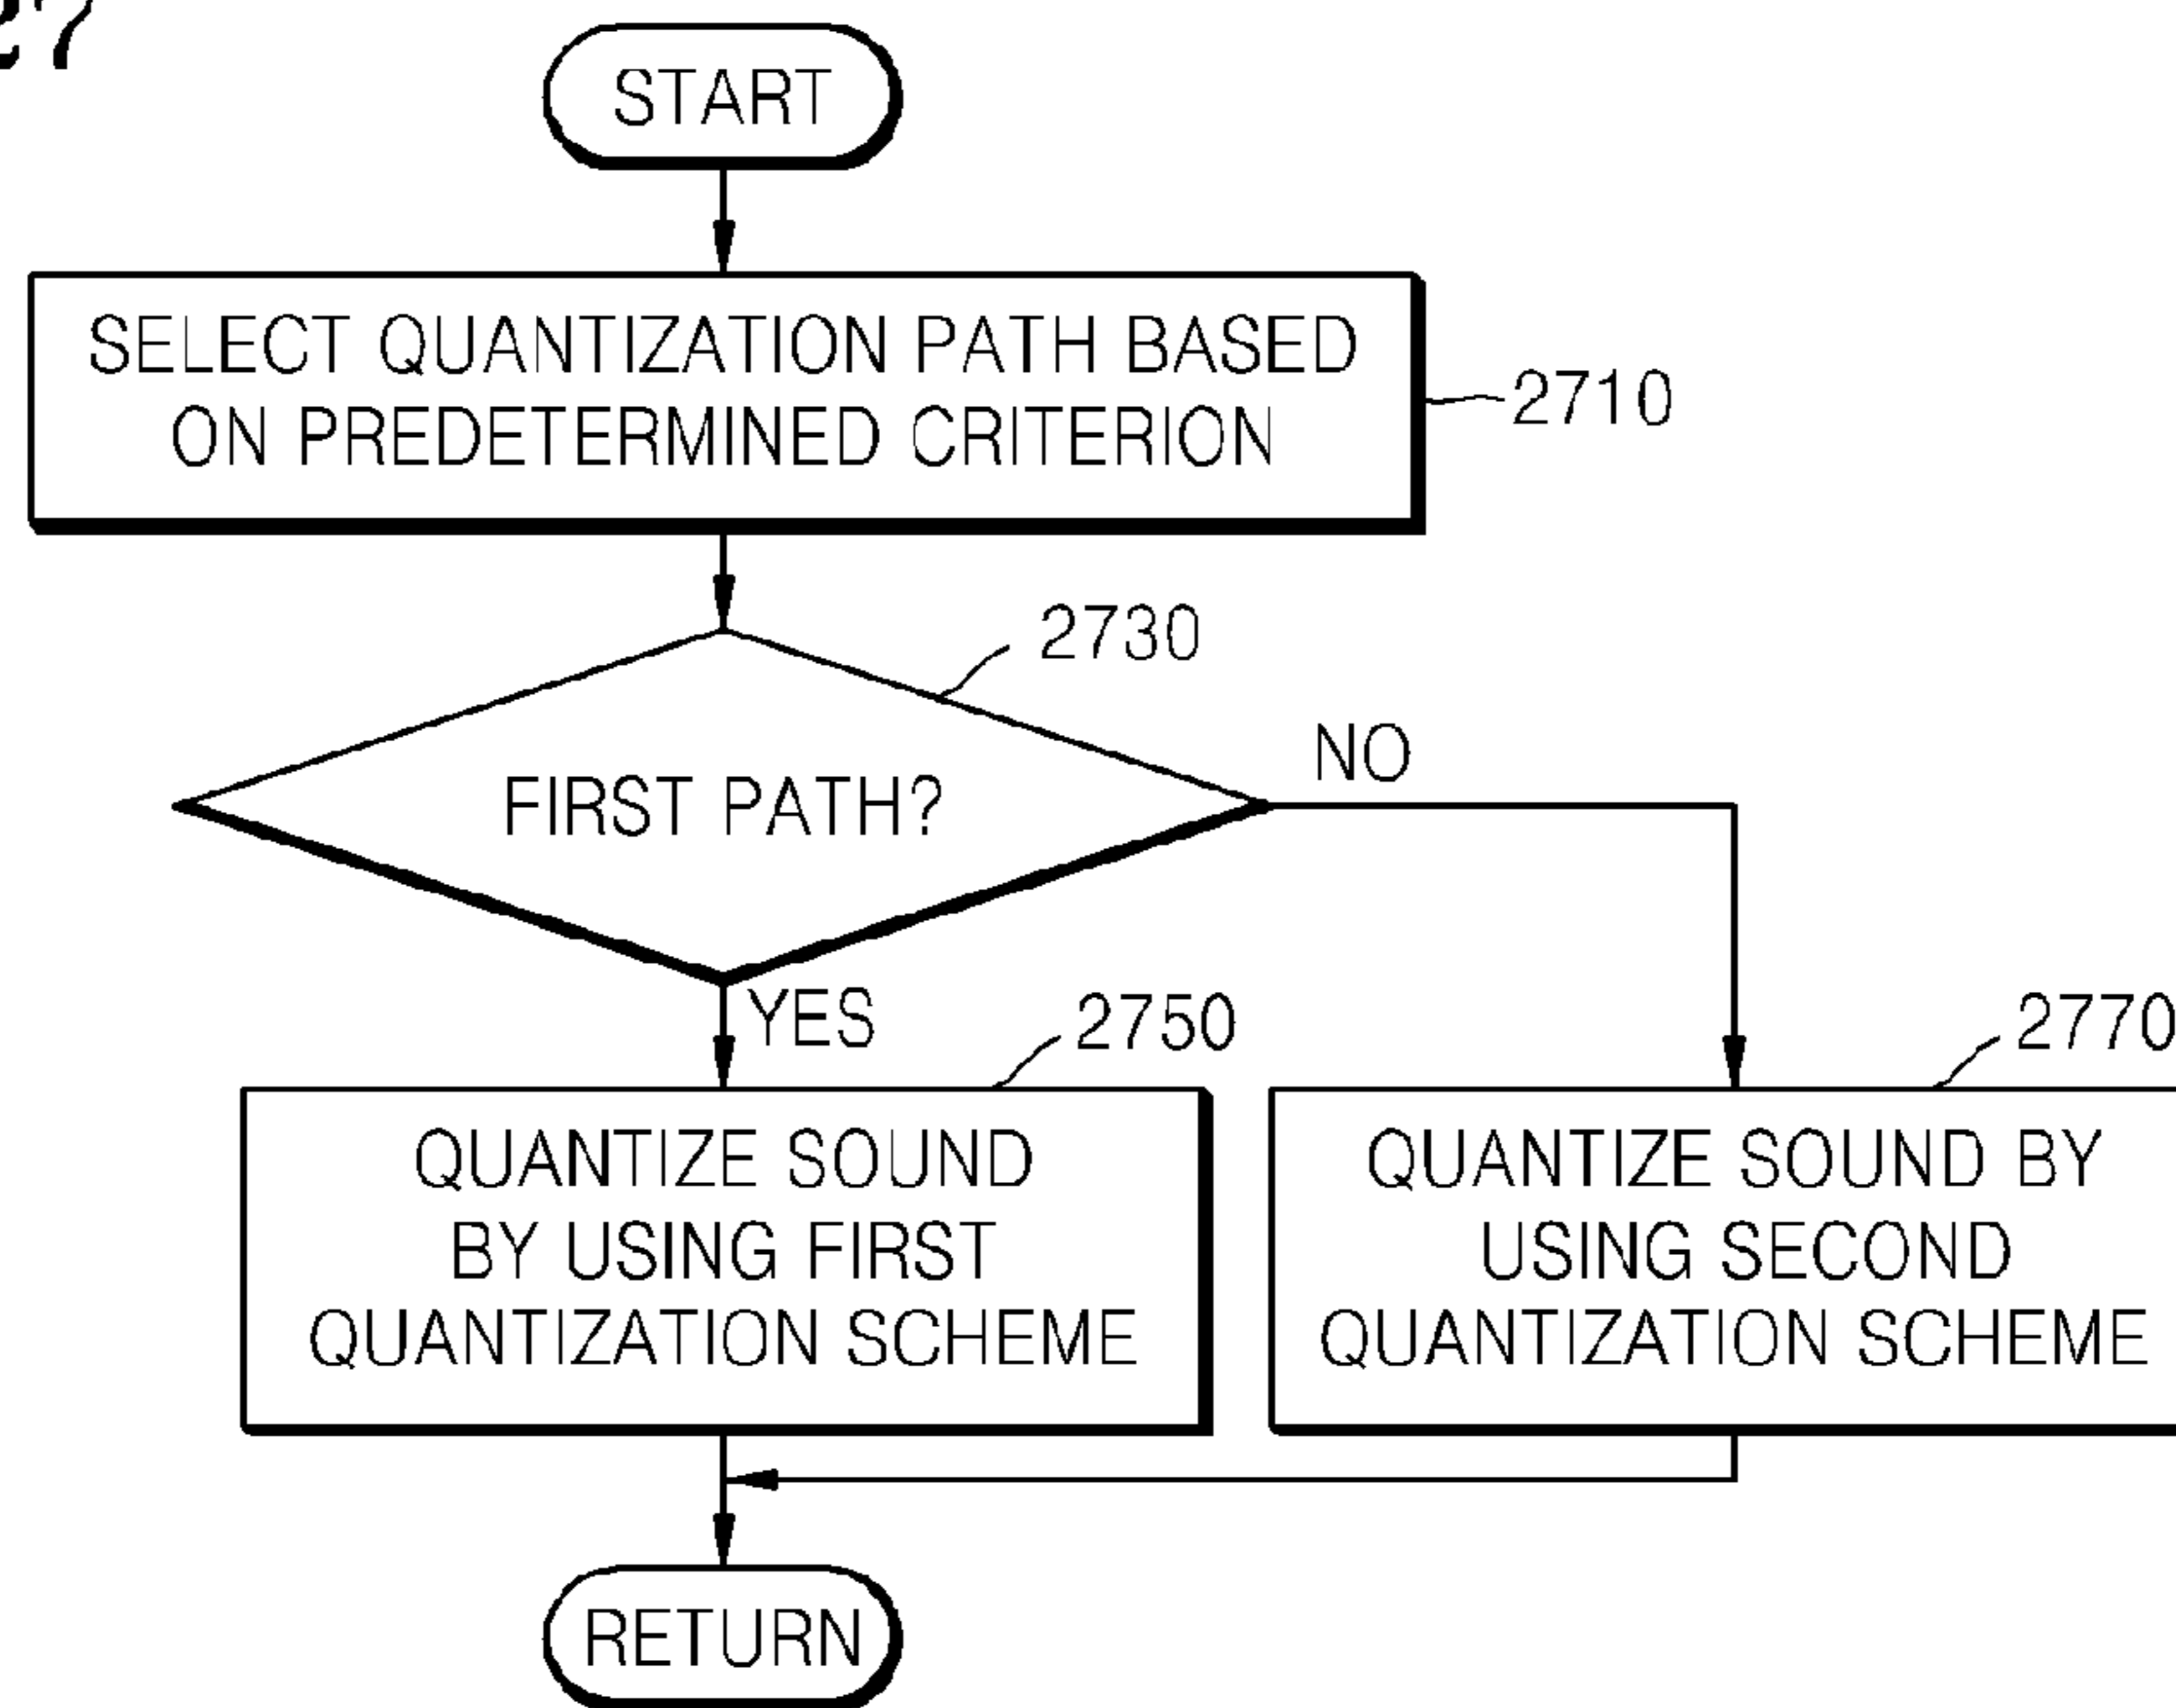 27
START
SELECT QUANTIZATION PATH BASED
ON PREDETERMINED CRITERION
2710
2730
FIRST PATH?
NO
YES
2750
2770
QUANTIZE SOUND
BY USING FIRST
QUANTIZATION SCHEME
QUANTIZE SOUND BY
USING SECOND
QUANTIZATION SCHEME
RETURN